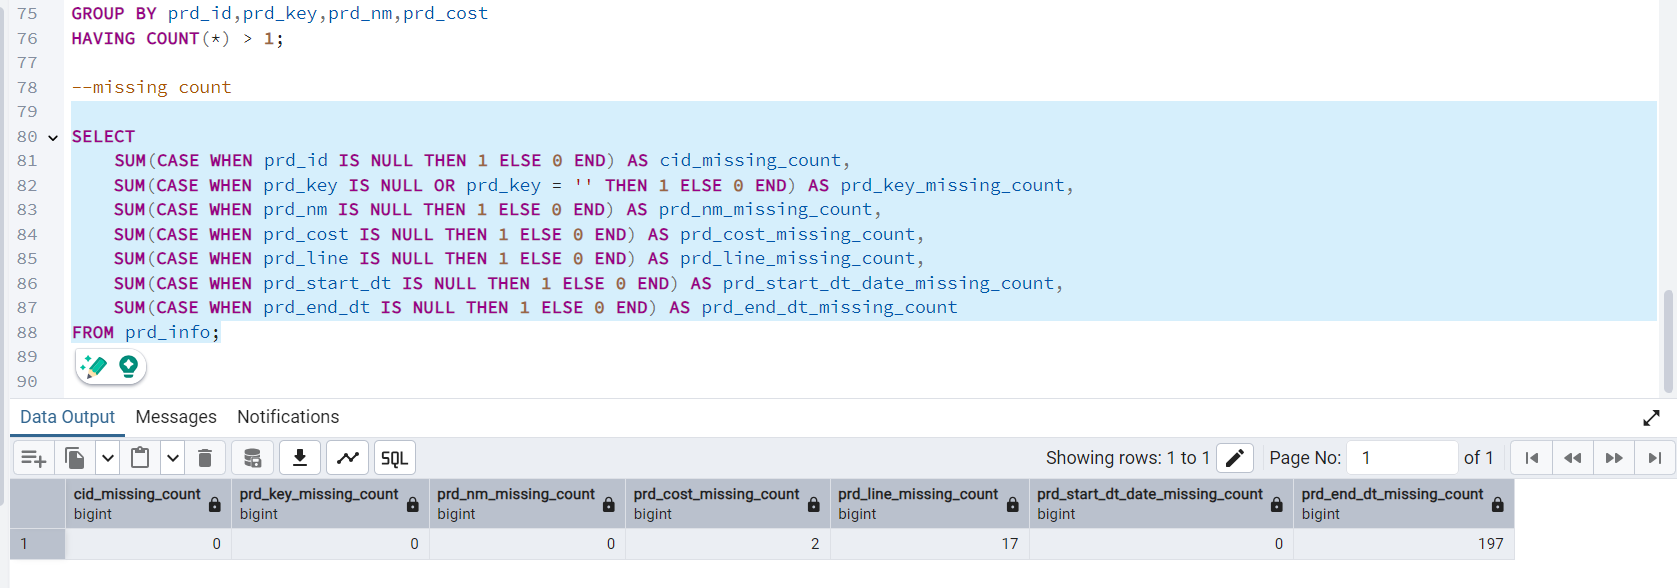 75 GROUP BY prd_id,prd_key,prd_nm,prd_cost
76 HAVING COUNT(*) > 1;
77
78 --missing count
79
80 SELECT
81 SUM(CASE WHEN prd_id IS NULL THEN 1 ELSE 0 END) AS cid_missing_count,
82 SUM(CASE WHEN prd_key IS NULL OR prd_key = '' THEN 1 ELSE 0 END) AS prd_key_missing_count,
83 SUM(CASE WHEN prd_nm IS NULL THEN 1 ELSE 0 END) AS prd_nm_missing_count,
84 SUM(CASE WHEN prd_cost IS NULL THEN 1 ELSE 0 END) AS prd_cost_missing_count,
85 SUM(CASE WHEN prd_line IS NULL THEN 1 ELSE 0 END) AS prd_line_missing_count,
86 SUM(CASE WHEN prd_start_dt IS NULL THEN 1 ELSE 0 END) AS prd_start_dt_date_missing_count,
87 SUM(CASE WHEN prd_end_dt IS NULL THEN 1 ELSE 0 END) AS prd_end_dt_missing_count
88 FROM prd_info;
89
90
Data Output Messages Notifications
SQL Showing rows: 1 to 1 Page No: 1 of 1
cid_missing_count prd_key_missing_count prd_nm_missing_count prd_cost_missing_count prd_line_missing_count prd_start_dt_date_missing_count prd_end_dt_missing_count
bigint bigint bigint bigint bigint bigint bigint
1 0 0 0 2 17 0 197